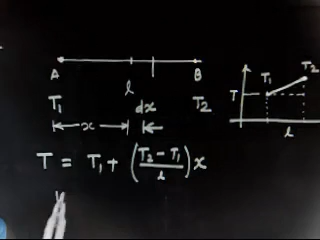 A B
l
T₁ dx T₂
x
T = T₁ + (T₂ - T₁ / l) x
T₁ T₂
T
l